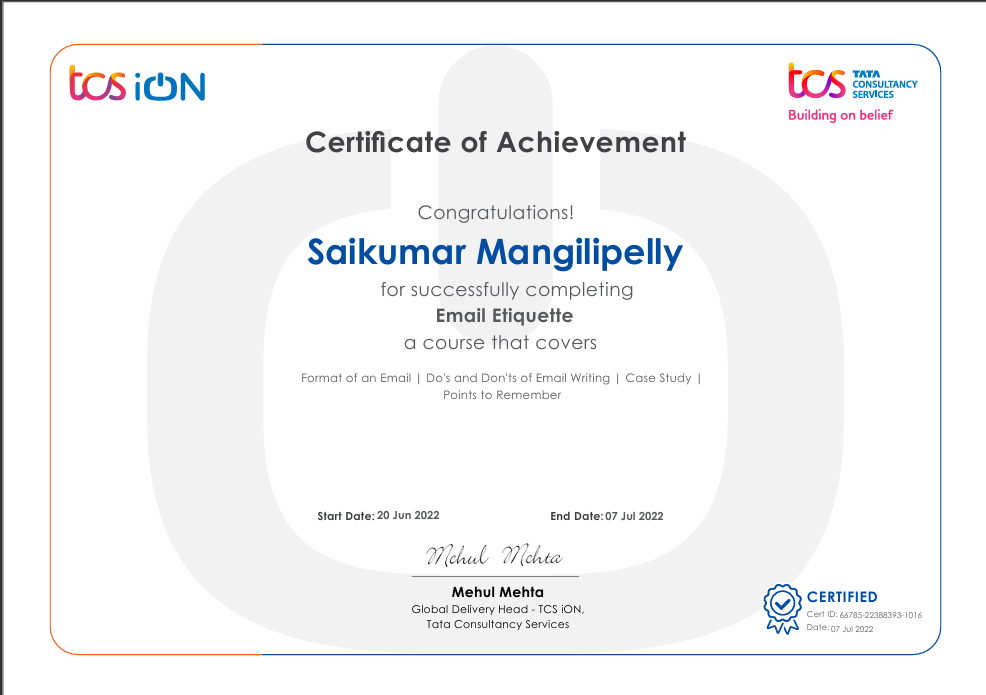 tcs iON
tcs TATA
CONSULTANCY
SERVICES
Building on belief
Certificate of Achievement
Congratulations!
Saikumar Mangilipelly
for successfully completing
Email Etiquette
a course that covers
Format of an Email | Do's and Don'ts of Email Writing | Case Study |
Points to Remember
Start Date: 20 Jun 2022 End Date: 07 Jul 2022
Mehul Mehta
Mehul Mehta
Global Delivery Head - TCS iON,
Tata Consultancy Services
CERTIFIED
Cert ID: 66785-22388393-1016
Date: 07 Jul 2022